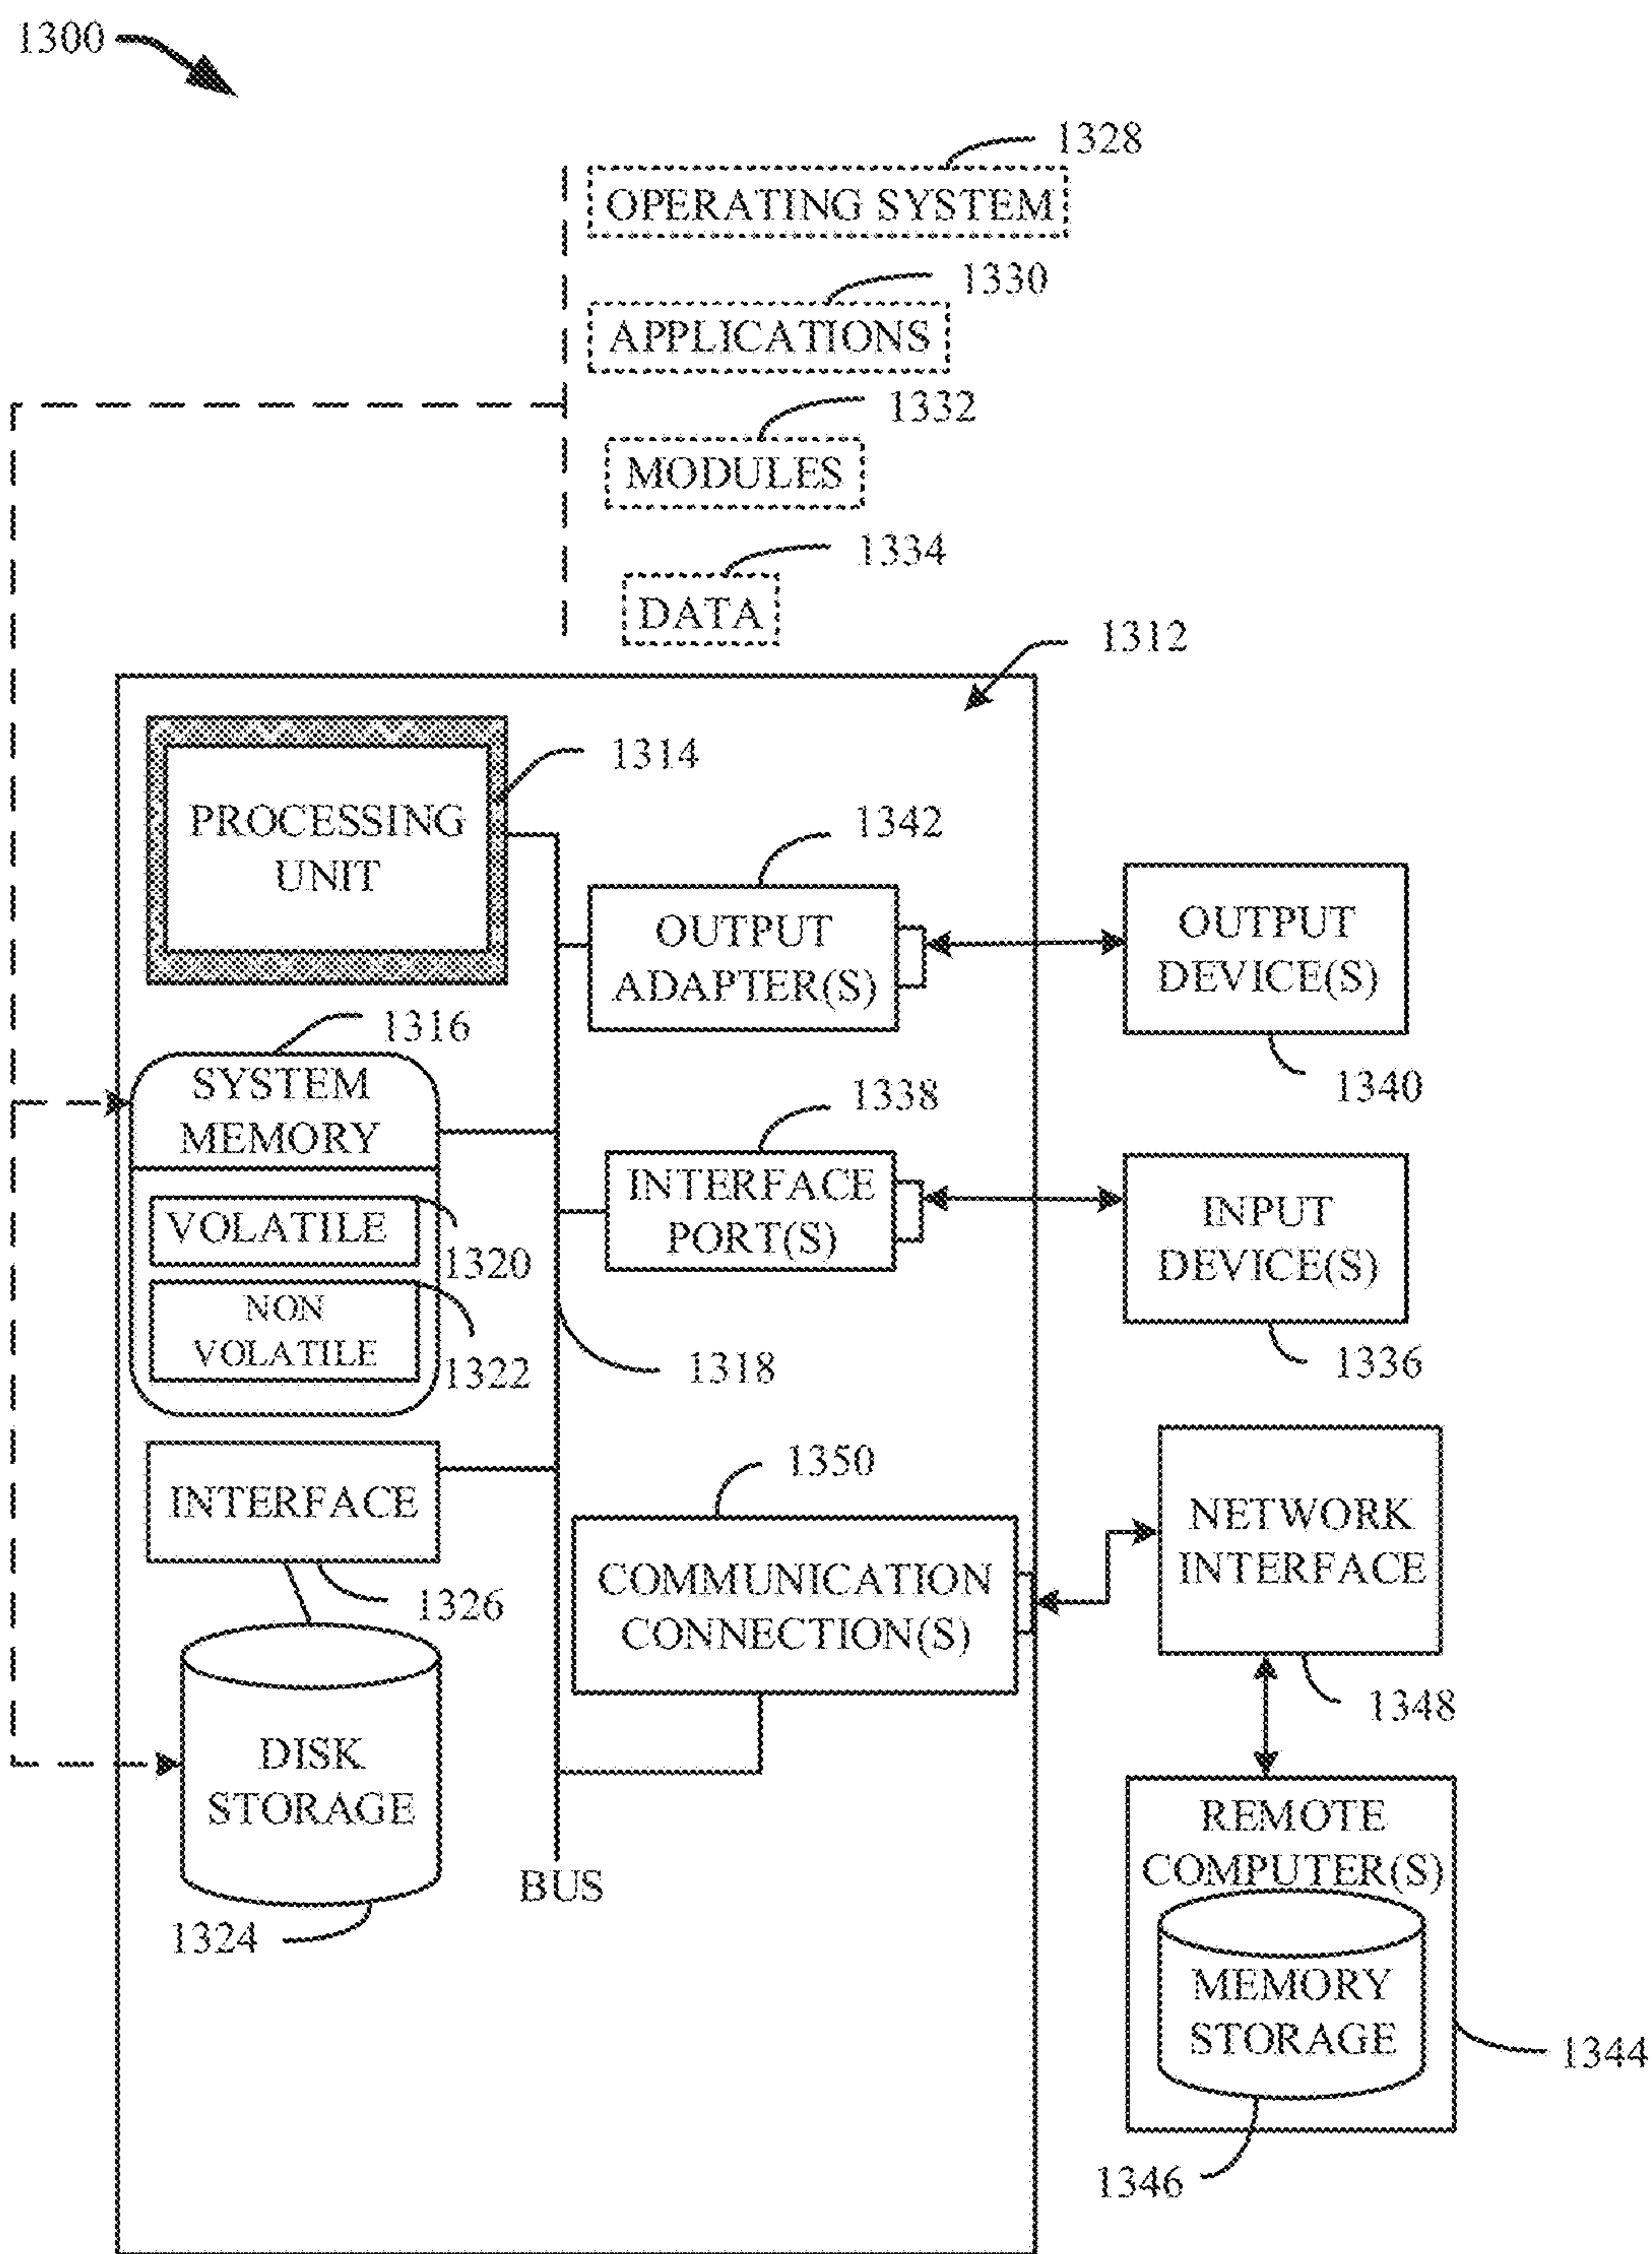 1300
1328
OPERATING SYSTEM
1330
APPLICATIONS
1332
MODULES
1334
DATA
1312
1314
PROCESSING
UNIT
1342
OUTPUT
ADAPTER(S)
OUTPUT
DEVICE(S)
1340
1316
SYSTEM
MEMORY
VOLATILE
1320
NON
VOLATILE
1322
1338
INTERFACE
PORT(S)
INPUT
DEVICE(S)
1336
1318
INTERFACE
1326
1350
COMMUNICATION
CONNECTION(S)
NETWORK
INTERFACE
1348
DISK
STORAGE
1324
BUS
REMOTE
COMPUTER(S)
MEMORY
STORAGE
1344
1346